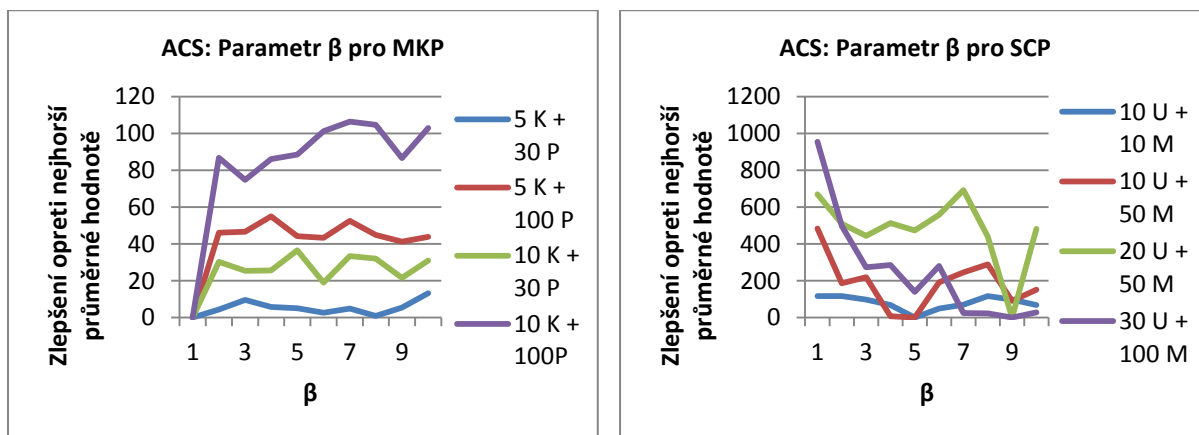 ACS: Parametr β pro MKP
Zlepšení opreti nejhorší
průměrné hodnotě
120
100
80
60
40
20
0
1 3 5 7 9
β
5 K +
30 P
5 K +
100 P
10 K +
30 P
10 K +
100P
ACS: Parametr β pro SCP
Zlepšení opreti nejhorší
průměrné hodnotě
1200
1000
800
600
400
200
0
1 3 5 7 9
β
10 U +
10 M
10 U +
50 M
20 U +
50 M
30 U +
100 M